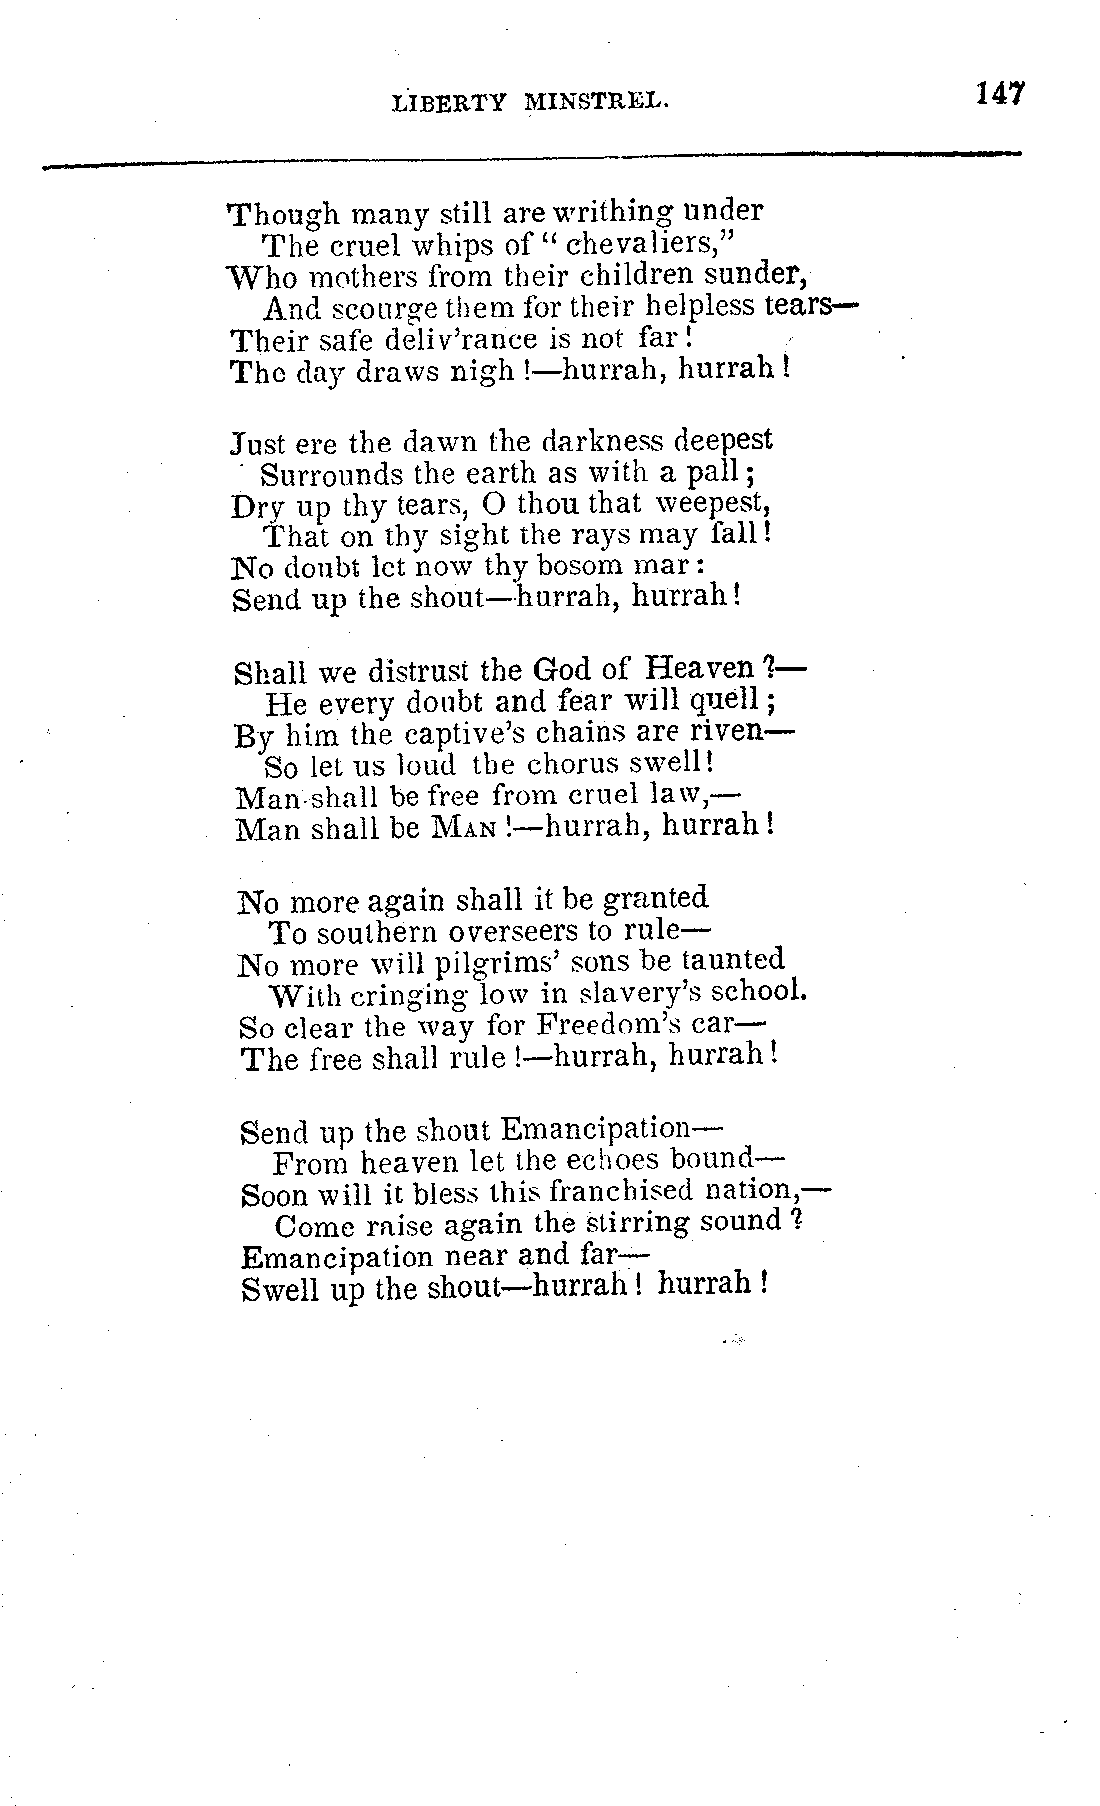 LIBERTY MINSTREL. 147
Though many still are writhing under
The cruel whips of "chevaliers,"
Who mothers from their children sunder,
And scourge them for their helpless tears—
Their safe deliv'rance is not far!
The day draws nigh!—hurrah, hurrah!
Just ere the dawn the darkness deepest
Surrounds the earth as with a pall;
Dry up thy tears, O thou that weepest,
That on thy sight the rays may fall!
No doubt let now thy bosom mar:
Send up the shout—hurrah, hurrah!
Shall we distrust the God of Heaven?—
He every doubt and fear will quell;
By him the captive's chains are riven—
So let us loud the chorus swell!
Man shall be free from cruel law,—
Man shall be MAN!—hurrah, hurrah!
No more again shall it be granted
To southern overseers to rule—
No more will pilgrims' sons be taunted
With cringing low in slavery's school.
So clear the way for Freedom's car—
The free shall rule!—hurrah, hurrah!
Send up the shout Emancipation—
From heaven let the echoes bound—
Soon will it bless this franchised nation,—
Come raise again the stirring sound?
Emancipation near and far—
Swell up the shout—hurrah! hurrah!